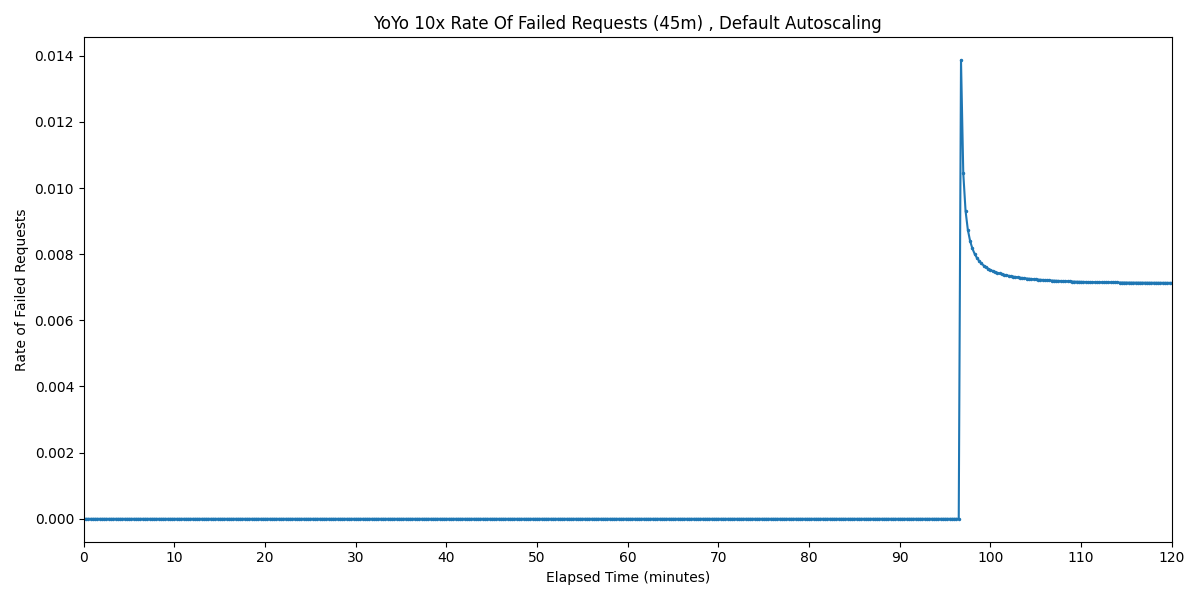 YoYo 10x Rate Of Failed Requests (45m) , Default Autoscaling
0.014
0.012
0.010
0.008
0.006
0.004
0.002
0.000
Rate of Failed Requests
0 10 20 30 40 50 60 70 80 90 100 110 120
Elapsed Time (minutes)